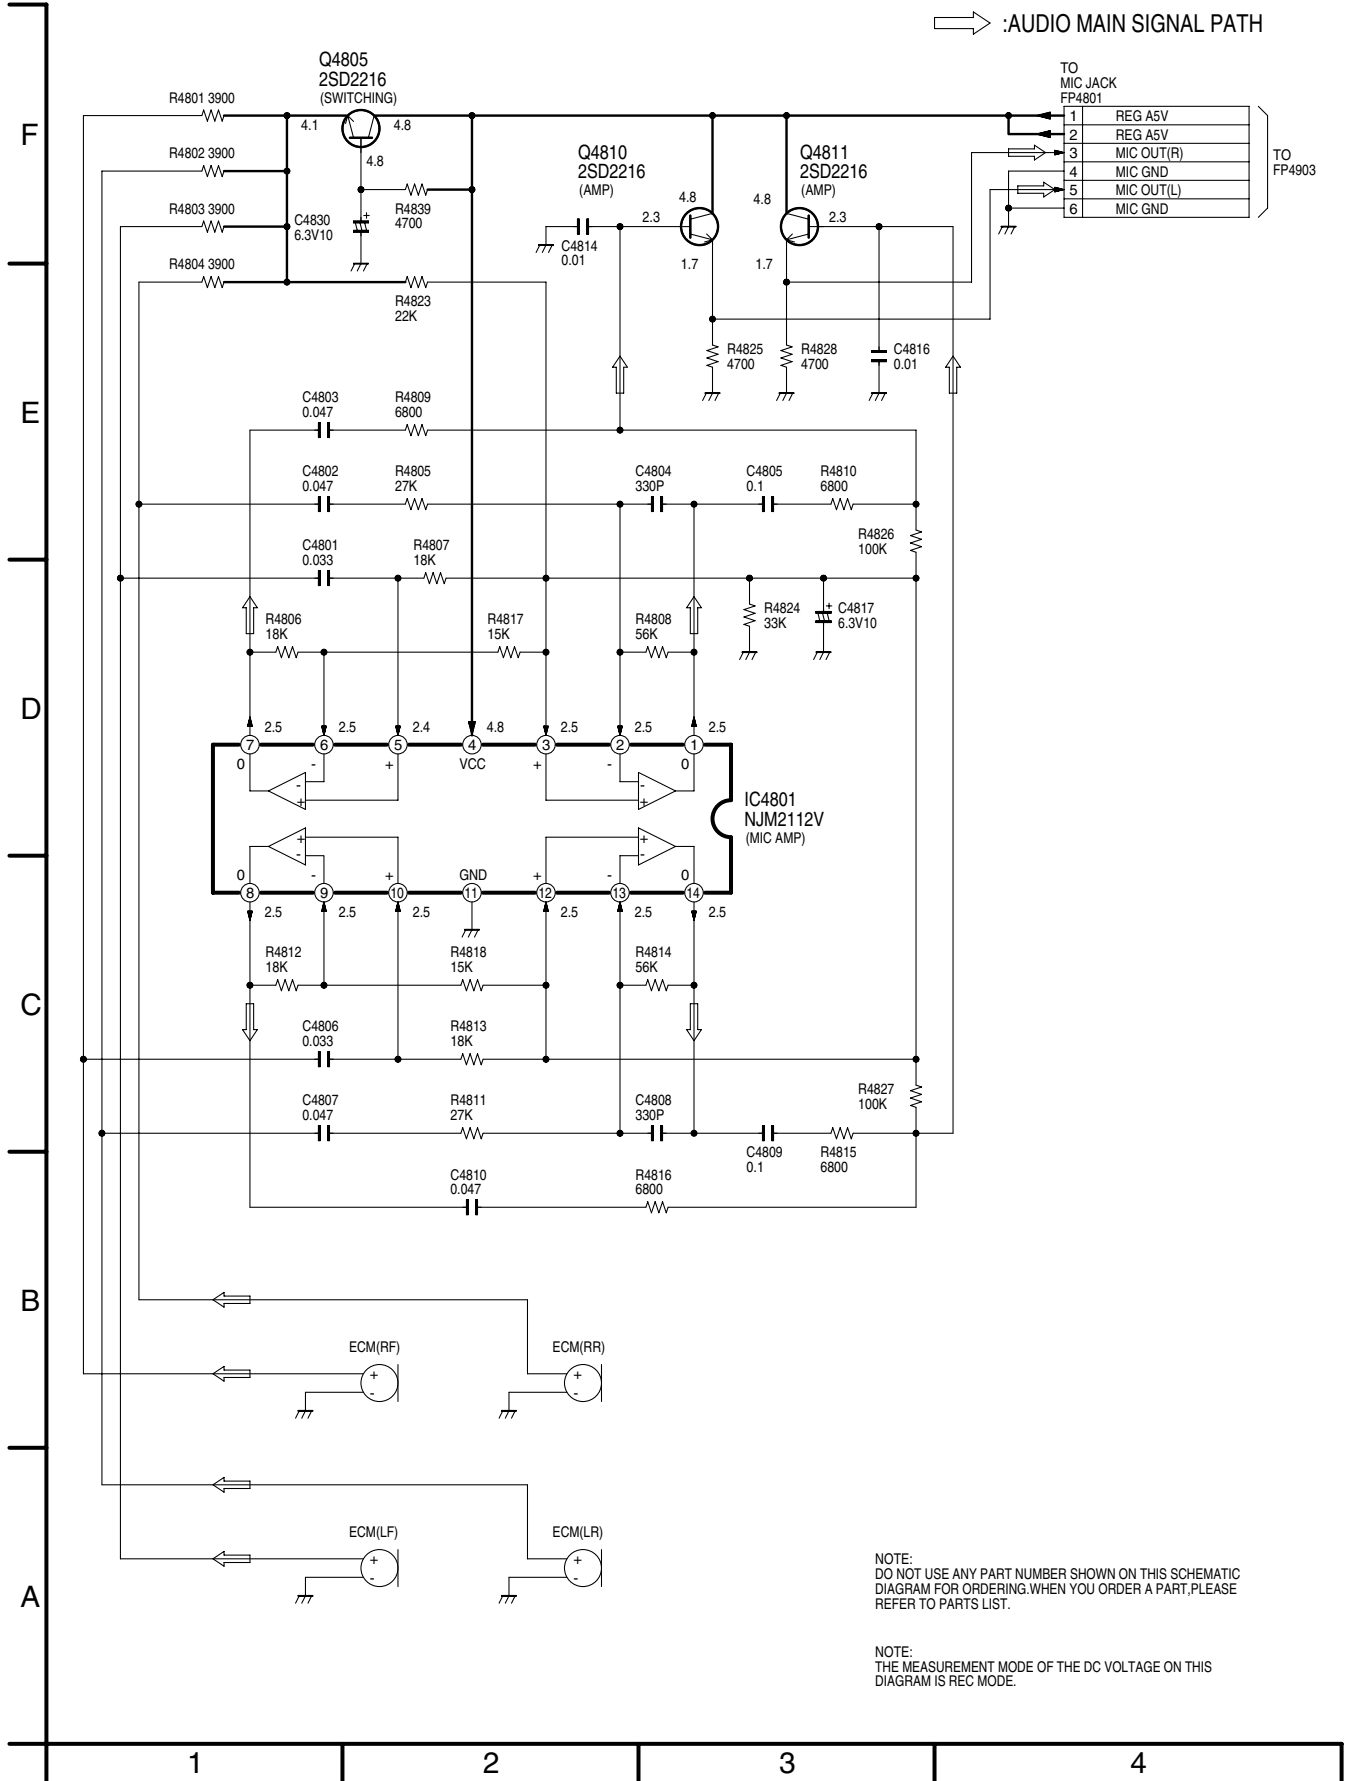 :AUDIO MAIN SIGNAL PATH
TO
MIC JACK
FP4801
1 REG A5V
2 REG A5V
3 MIC OUT(R)
4 MIC GND
5 MIC OUT(L)
6 MIC GND
TO
FP4903
F
Q4805
2SD2216
(SWITCHING)
R4801 3900
4.1
4.8
4.8
R4802 3900
R4803 3900
C4830
6.3V10
+
R4839
4700
R4804 3900
R4823
22K
Q4810
2SD2216
(AMP)
4.8
2.3
1.7
C4814
0.01
Q4811
2SD2216
(AMP)
4.8
2.3
1.7
R4825
4700
R4828
4700
C4816
0.01
E
C4803
0.047
R4809
6800
C4802
0.047
R4805
27K
C4804
330P
C4805
0.1
R4810
6800
R4826
100K
C4801
0.033
R4807
18K
R4806
18K
R4817
15K
R4808
56K
R4824
33K
+
C4817
6.3V10
D
2.5
2.5
2.4
4.8
2.5
2.5
2.5
7 6 5 4 3 2 1
0 - + VCC + - 0
- + - +
IC4801
NJM2112V
(MIC AMP)
+ - + -
0 - + GND + - 0
8 9 10 11 12 13 14
2.5
2.5
2.5
2.5
2.5
2.5
C
R4812
18K
R4818
15K
R4814
56K
C4806
0.033
R4813
18K
C4807
0.047
R4811
27K
C4808
330P
R4827
100K
C4809
0.1
R4815
6800
C4810
0.047
R4816
6800
B
ECM(RF)
+
-
ECM(RR)
+
-
ECM(LF)
+
-
ECM(LR)
+
-
A
NOTE:
DO NOT USE ANY PART NUMBER SHOWN ON THIS SCHEMATIC
DIAGRAM FOR ORDERING.WHEN YOU ORDER A PART,PLEASE
REFER TO PARTS LIST.
NOTE:
THE MEASUREMENT MODE OF THE DC VOLTAGE ON THIS
DIAGRAM IS REC MODE.
1 2 3 4